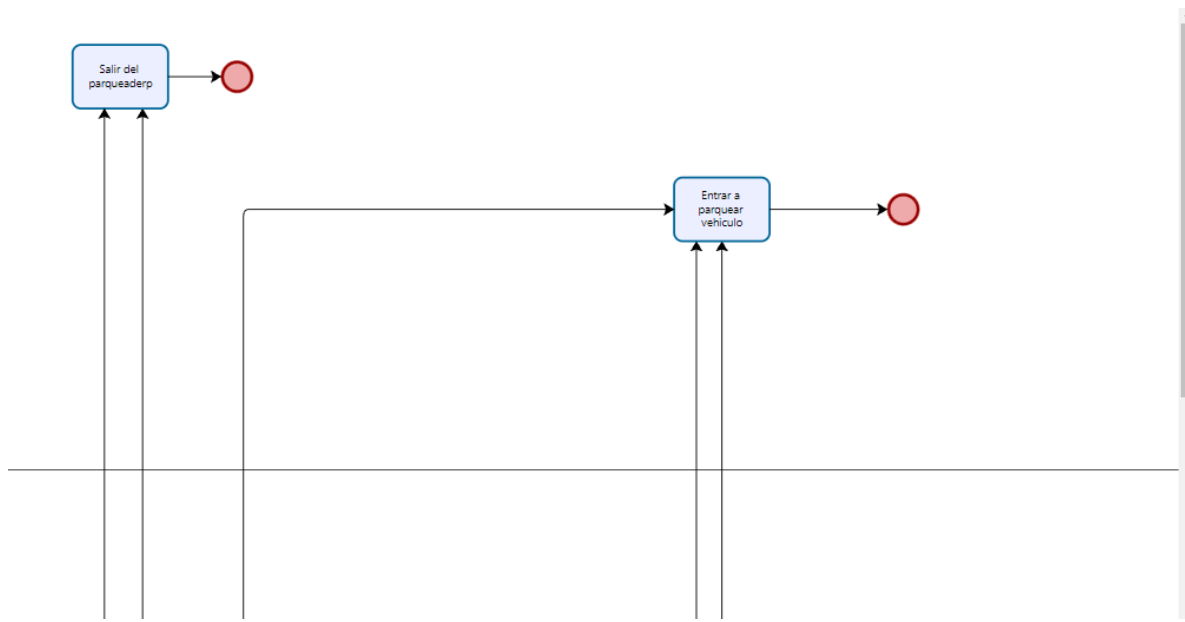 Salir del
parqueaderp
Entrar a
parquear
vehiculo